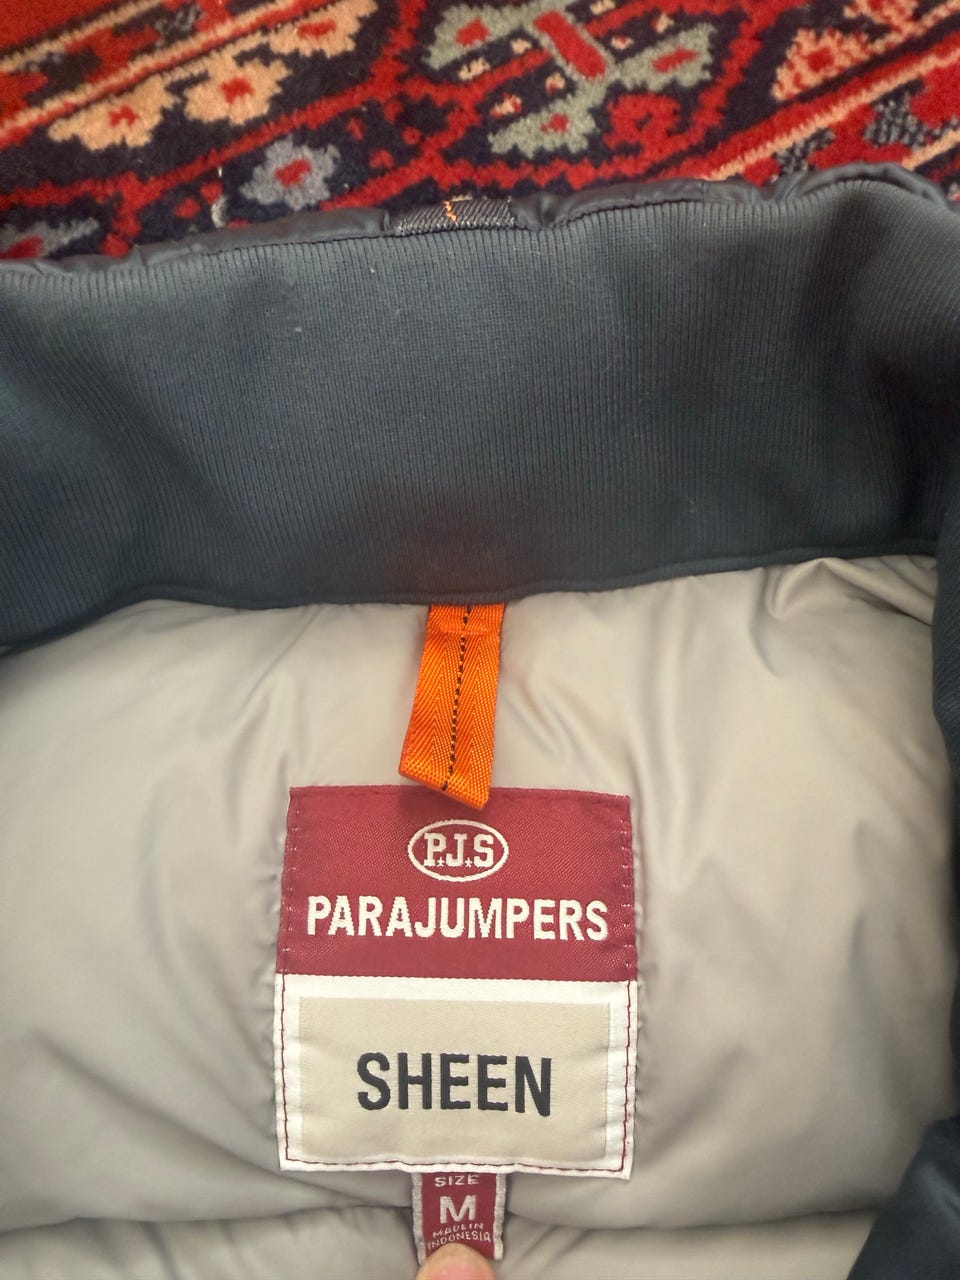 P.J.S
PARAJUMPERS
SHEEN
SIZE
M
MADE IN
INDONESIA